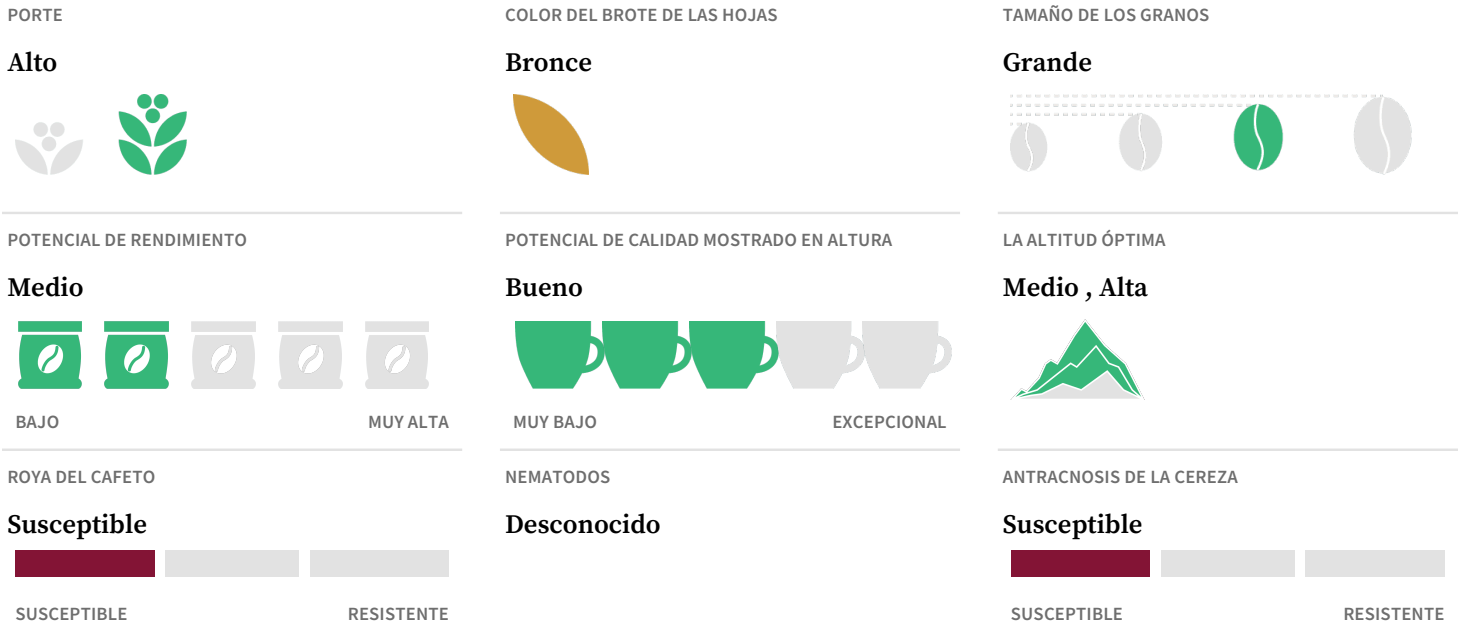 PORTE
Alto
COLOR DEL BROTE DE LAS HOJAS
Bronce
TAMAÑO DE LOS GRANOS
Grande
POTENCIAL DE RENDIMIENTO
Medio
BAJO
MUY ALTA
POTENCIAL DE CALIDAD MOSTRADO EN ALTURA
Bueno
MUY BAJO
EXCEPCIONAL
LA ALTITUD ÓPTIMA
Medio , Alta
ROYA DEL CAFETO
Susceptible
SUSCEPTIBLE
RESISTENTE
NEMATODOS
Desconocido
ANTRACNOSIS DE LA CEREZA
Susceptible
SUSCEPTIBLE
RESISTENTE